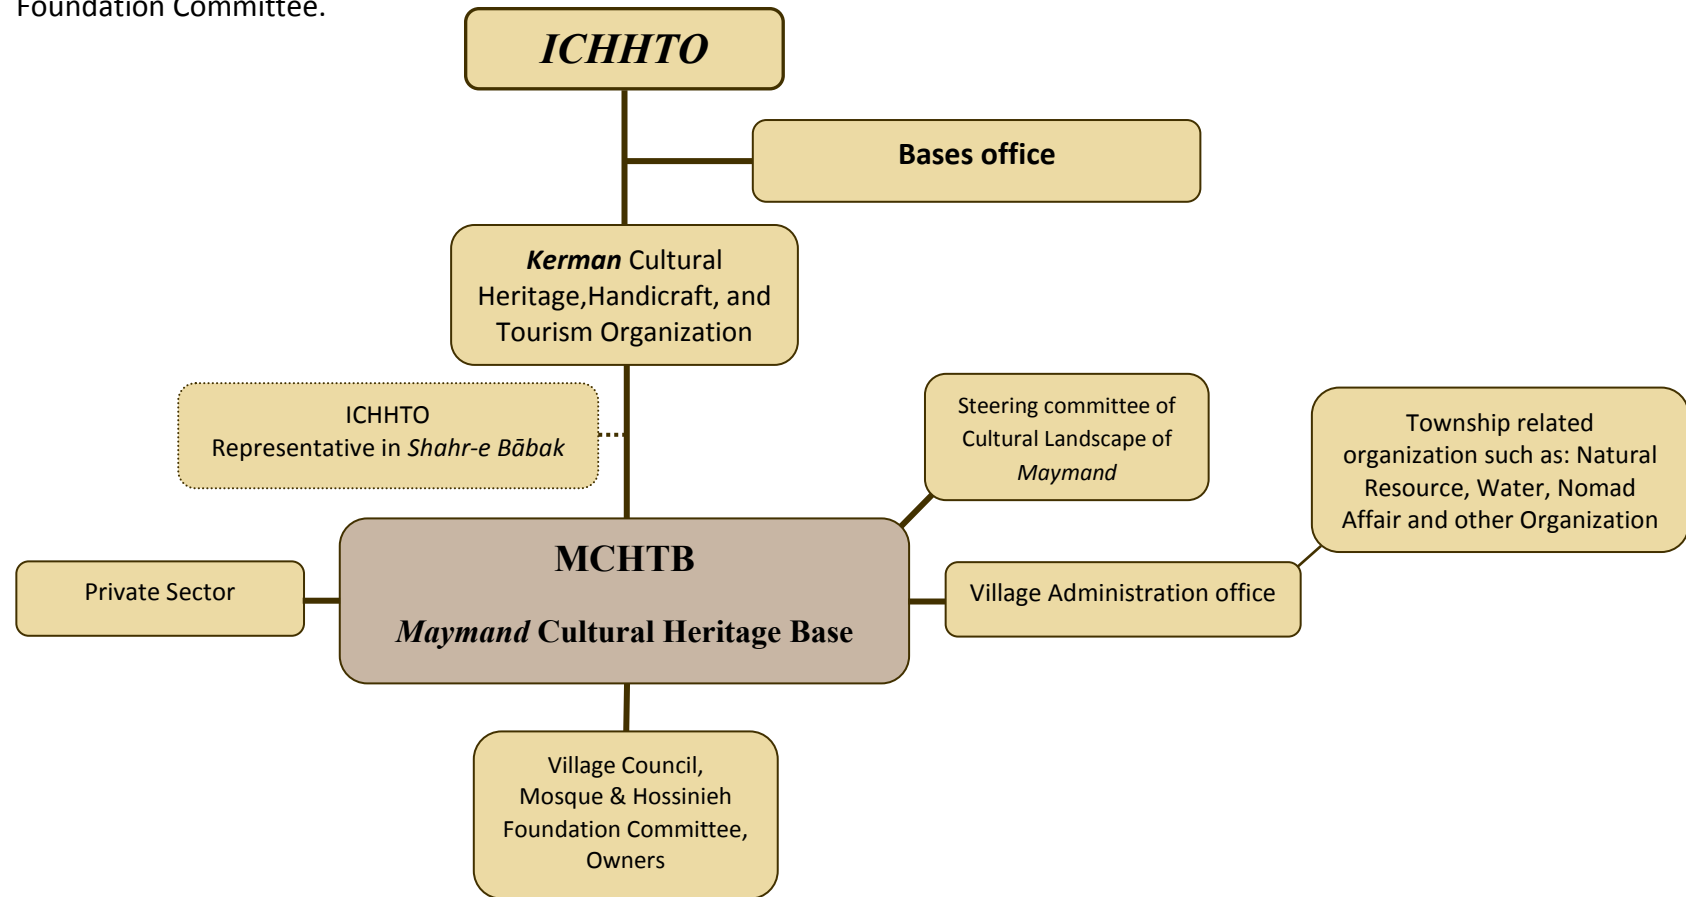 Foundation Committee.
ICHHTO
Bases office
Kerman Cultural
Heritage,Handicraft, and
Tourism Organization
ICHHTO
Representative in Shahr-e Bābak
Steering committee of
Cultural Landscape of
Maymand
Township related
organization such as: Natural
Resource, Water, Nomad
Affair and other Organization
Private Sector
MCHTB
Maymand Cultural Heritage Base
Village Administration office
Village Council,
Mosque & Hossinieh
Foundation Committee,
Owners